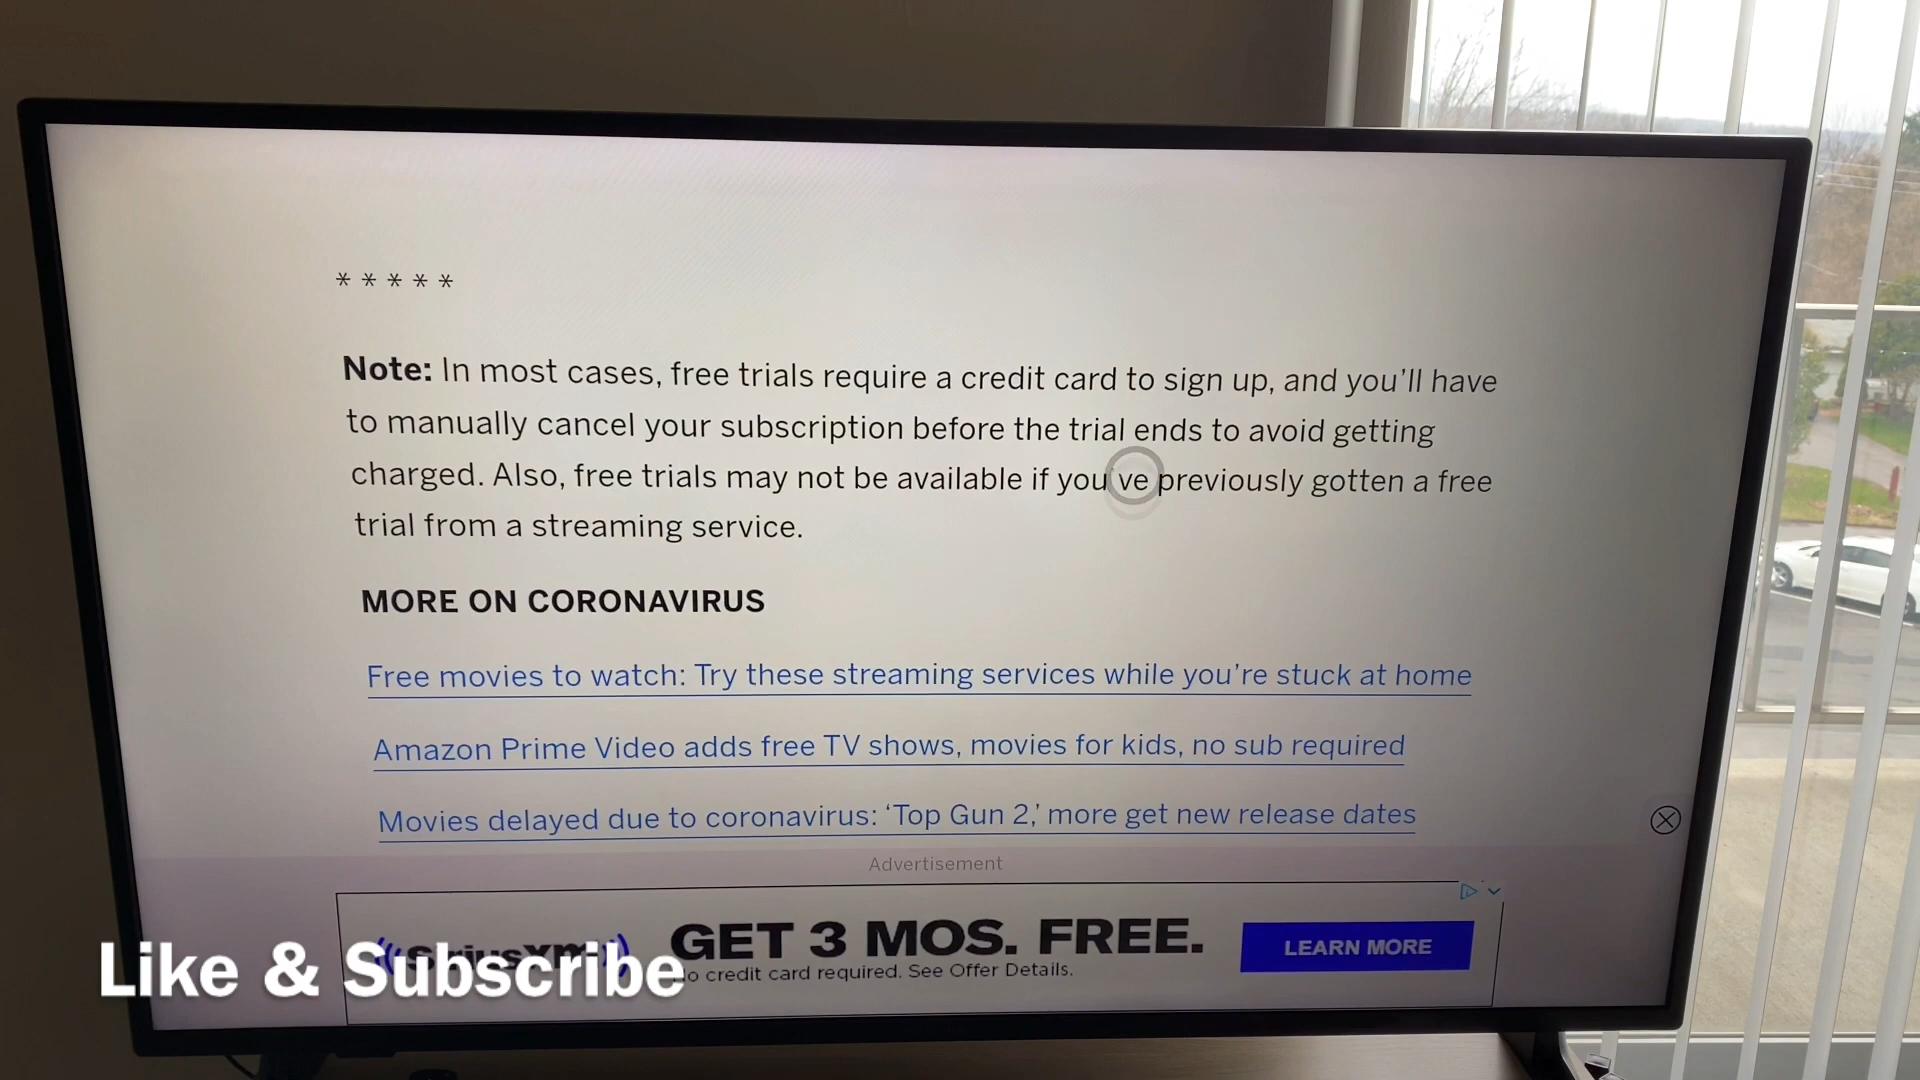 * * * * *
Note: In most cases, free trials require a credit card to sign up, and you'll have
to manually cancel your subscription before the trial ends to avoid getting
charged. Also, free trials may not be available if you've previously gotten a free
trial from a streaming service.
MORE ON CORONAVIRUS
Free movies to watch: Try these streaming services while you're stuck at home
Amazon Prime Video adds free TV shows, movies for kids, no sub required
Movies delayed due to coronavirus: 'Top Gun 2,' more get new release dates
Advertisement
SiriusXM
GET 3 MOS. FREE.
No credit card required. See Offer Details.
LEARN MORE
Like & Subscribe